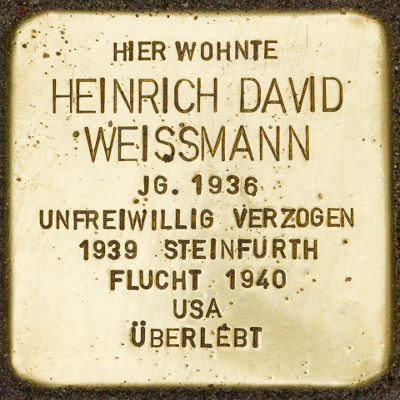 HIER WOHNTE
HEINRICH DAVID
WEISSMANN
JG. 1936
UNFREIWILLIG VERZOGEN
1939 STEINFURTH
FLUCHT 1940
USA
ÜBERLEBT